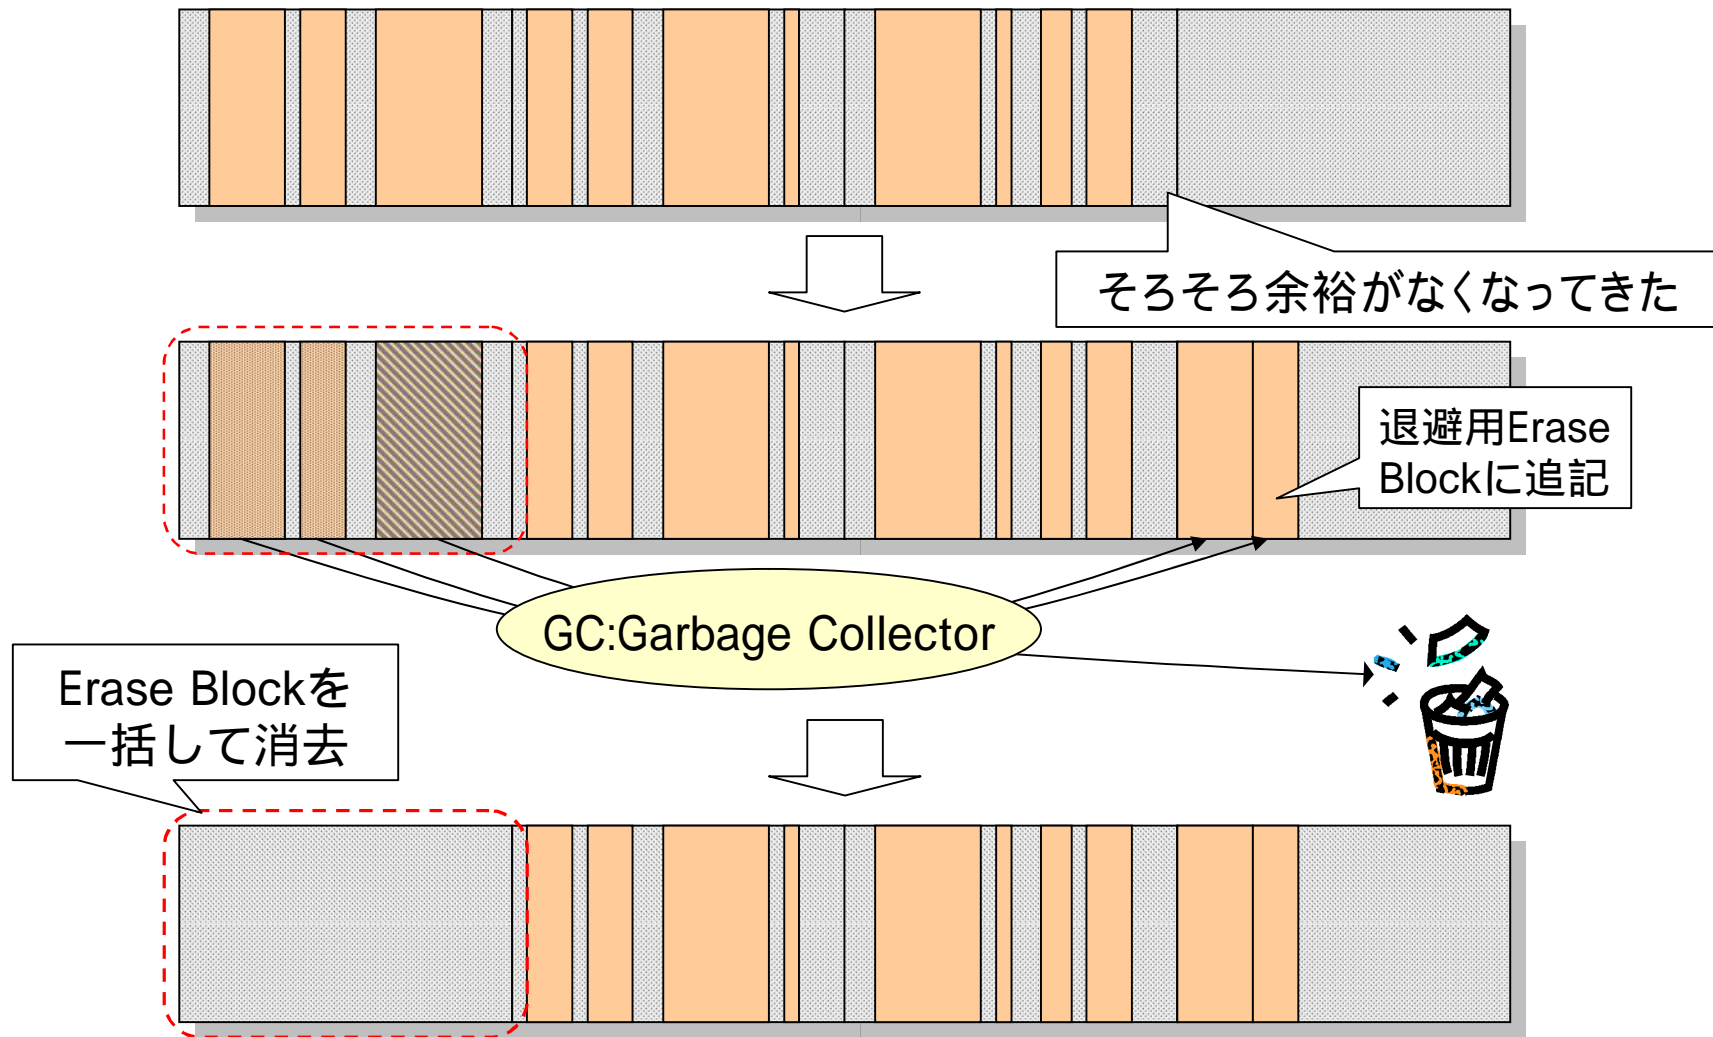 そろそろ余裕がなくなってきた
退避用Erase
Blockに追記
GC:Garbage Collector
Erase Blockを
一括して消去